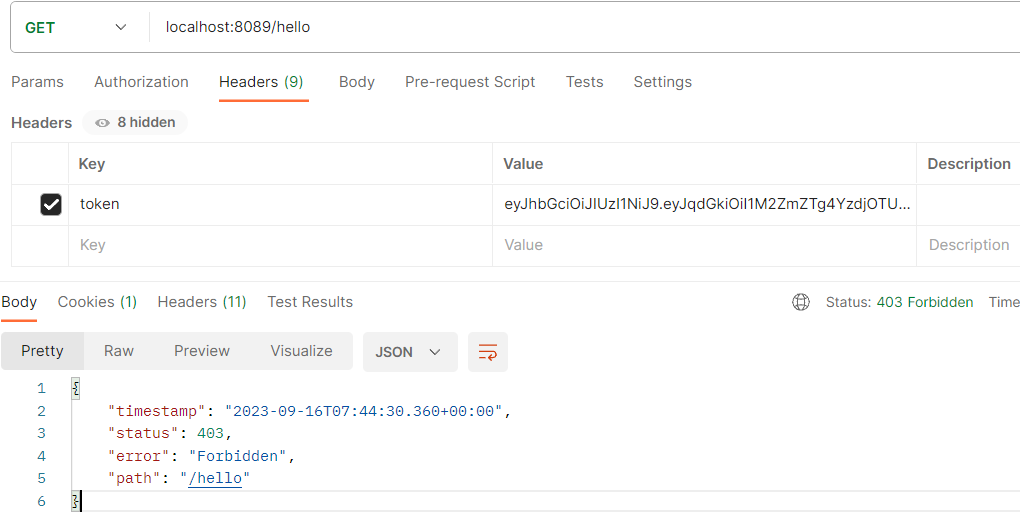 GET localhost:8089/hello
Params Authorization Headers (9) Body Pre-request Script Tests Settings
Headers 8 hidden
Key Value Description
token eyJhbGciOiJIUzI1NiJ9.eyJqdGkiOiI1M2ZmZTg4YzdjOTU...
Key Value Description
Body Cookies (1) Headers (11) Test Results Status: 403 Forbidden Time
Pretty Raw Preview Visualize JSON
1 {
2 "timestamp": "2023-09-16T07:44:30.360+00:00",
3 "status": 403,
4 "error": "Forbidden",
5 "path": "/hello"
6 }